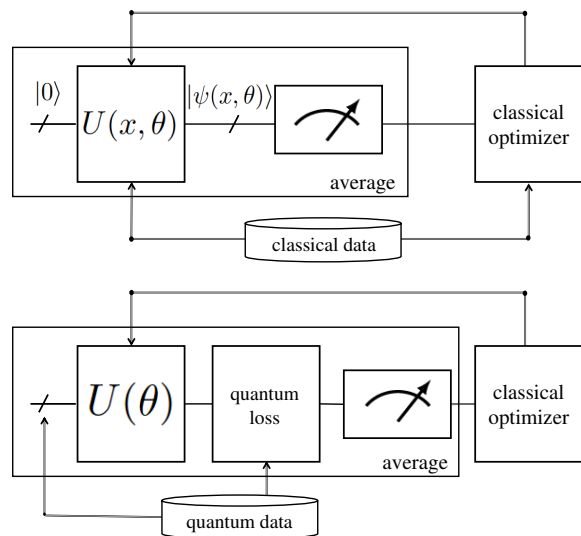 |0⟩
U(x, θ)
|ψ(x, θ)⟩
classical
optimizer
average
classical data
U(θ)
quantum
loss
classical
optimizer
average
quantum data